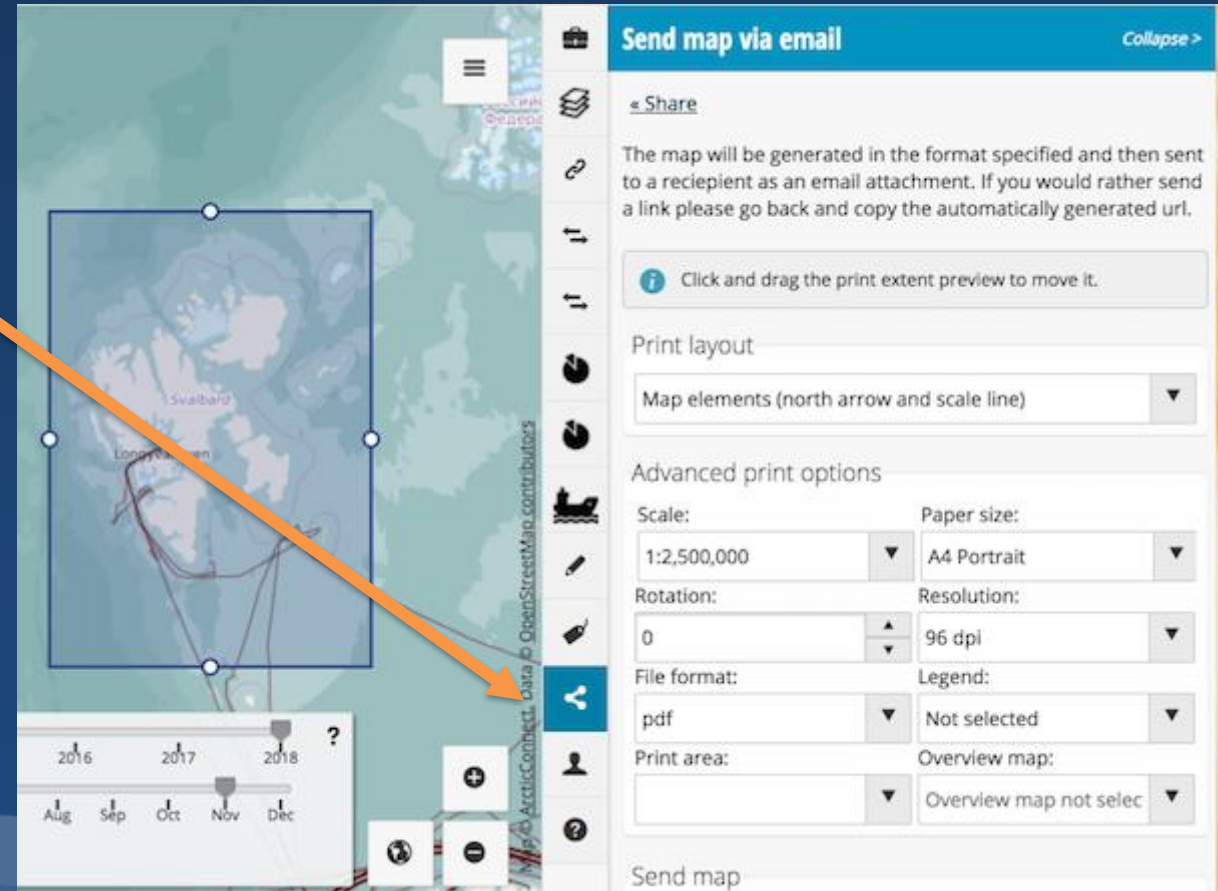 Send map via email
Collapse >
« Share
The map will be generated in the format specified and then sent
to a reciepient as an email attachment. If you would rather send
a link please go back and copy the automatically generated url.
Click and drag the print extent preview to move it.
Print layout
Map elements (north arrow and scale line)
Advanced print options
Scale:
Paper size:
1:2,500,000
A4 Portrait
Rotation:
Resolution:
0
96 dpi
File format:
Legend:
pdf
Not selected
Print area:
Overview map:
Overview map not selec
Send map
Svalbard
Map © ArcticConnect. Data © OpenStreetMap contributors
2016 2017 2018
?
Aug Sep Oct Nov Dec